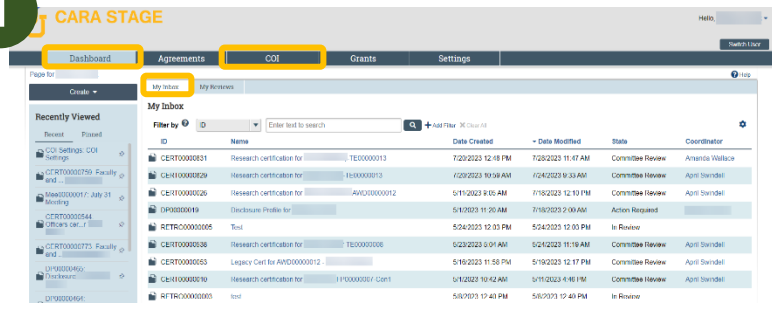 CARA STAGE
Hello,
Switch User
Dashboard Agreements COI Grants Settings
Page for
Help
Create
My Inbox My Reviews
My Inbox
Recently Viewed
Filter by ID Enter text to search Add Filter Clear All
Recent Pinned
ID Name Date Created Date Modified State Coordinator
COI Settings: COI
Settings
CERT00000831 Research certification for TE00000013 7/20/2023 12:48 PM 7/26/2023 11:47 AM Committee Review Amanda Wallace
CERT00000759: Faculty
and ...
CERT00000829 Research certification for -TE00000013 7/20/2023 10:59 AM 7/24/2023 9:33 AM Committee Review April Swindell
Mee00000017: July 31
Meeting
CERT00000026 Research certification for AWD00000012 5/11/2023 9:05 AM 7/18/2023 12:10 PM Committee Review April Swindell
DP00000019 Disclosure Profile for 5/1/2023 11:20 AM 7/18/2023 2:00 AM Action Required
CERT00000544:
Officers cer...r
RETRO00000005 Test 5/24/2023 12:03 PM 5/24/2023 12:03 PM In Review
CERT00000773: Faculty
and ...
CERT00000538 Research certification for TE00000008 5/23/2023 5:04 AM 5/24/2023 11:19 AM Committee Review April Swindell
CERT00000053 Legacy Cert for AWD00000012 - 5/16/2023 11:58 PM 5/19/2023 12:17 PM Committee Review April Swindell
DP00000465:
Disclosure
CERT00000010 Research certification for FP00000007-Cont1 5/1/2023 10:42 AM 5/11/2023 4:46 PM Committee Review April Swindell
DP00000464:
RETRO00000003 test 5/8/2023 12:40 PM 5/8/2023 12:40 PM In Review